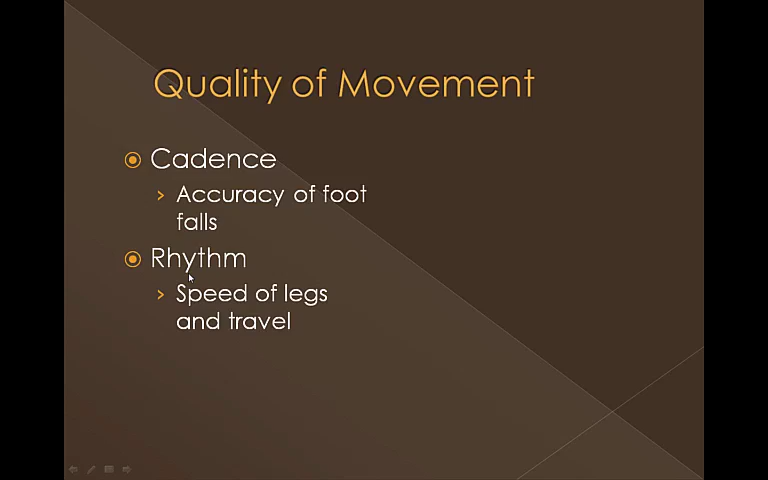 Quality of Movement
Cadence
Accuracy of foot
falls
Rhythm
Speed of legs
and travel